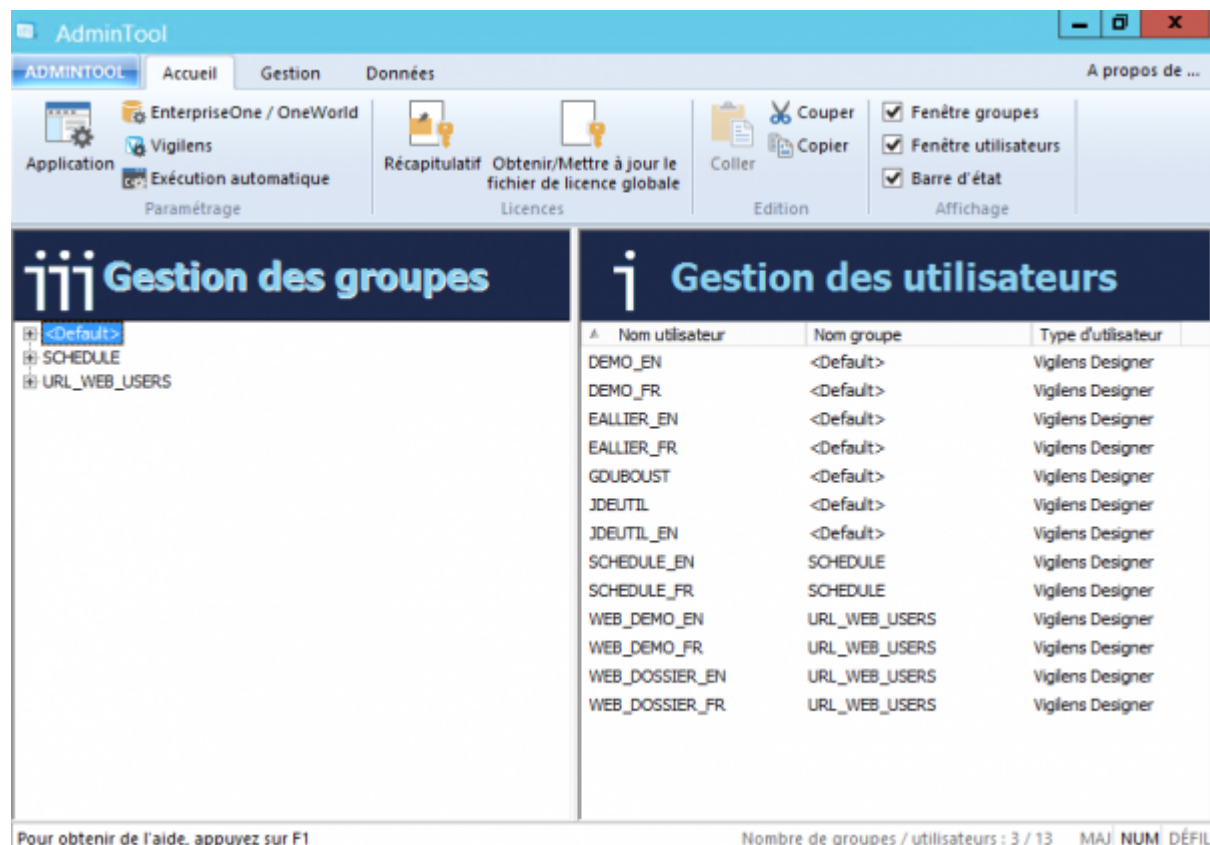 AdminTool
ADMINTOOL Accueil Gestion Données A propos de ...
Application
EnterpriseOne / OneWorld
Vigilens
Exécution automatique
Paramétrage
Récapitulatif
Obtenir/Mettre à jour le
fichier de licence globale
Licences
Coller
Couper
Copier
Edition
Fenêtre groupes
Fenêtre utilisateurs
Barre d'état
Affichage
Gestion des groupes
<Default>
SCHEDULE
URL_WEB_USERS
Gestion des utilisateurs
Nom utilisateur Nom groupe Type d'utilisateur
DEMO_EN <Default> Vigilens Designer
DEMO_FR <Default> Vigilens Designer
EALLIER_EN <Default> Vigilens Designer
EALLIER_FR <Default> Vigilens Designer
GDUBOUST <Default> Vigilens Designer
JDEUTIL <Default> Vigilens Designer
JDEUTIL_EN <Default> Vigilens Designer
SCHEDULE_EN SCHEDULE Vigilens Designer
SCHEDULE_FR SCHEDULE Vigilens Designer
WEB_DEMO_EN URL_WEB_USERS Vigilens Designer
WEB_DEMO_FR URL_WEB_USERS Vigilens Designer
WEB_DOSSIER_EN URL_WEB_USERS Vigilens Designer
WEB_DOSSIER_FR URL_WEB_USERS Vigilens Designer
Pour obtenir de l'aide, appuyez sur F1 Nombre de groupes / utilisateurs : 3 / 13 MAJ NUM DÉFIL